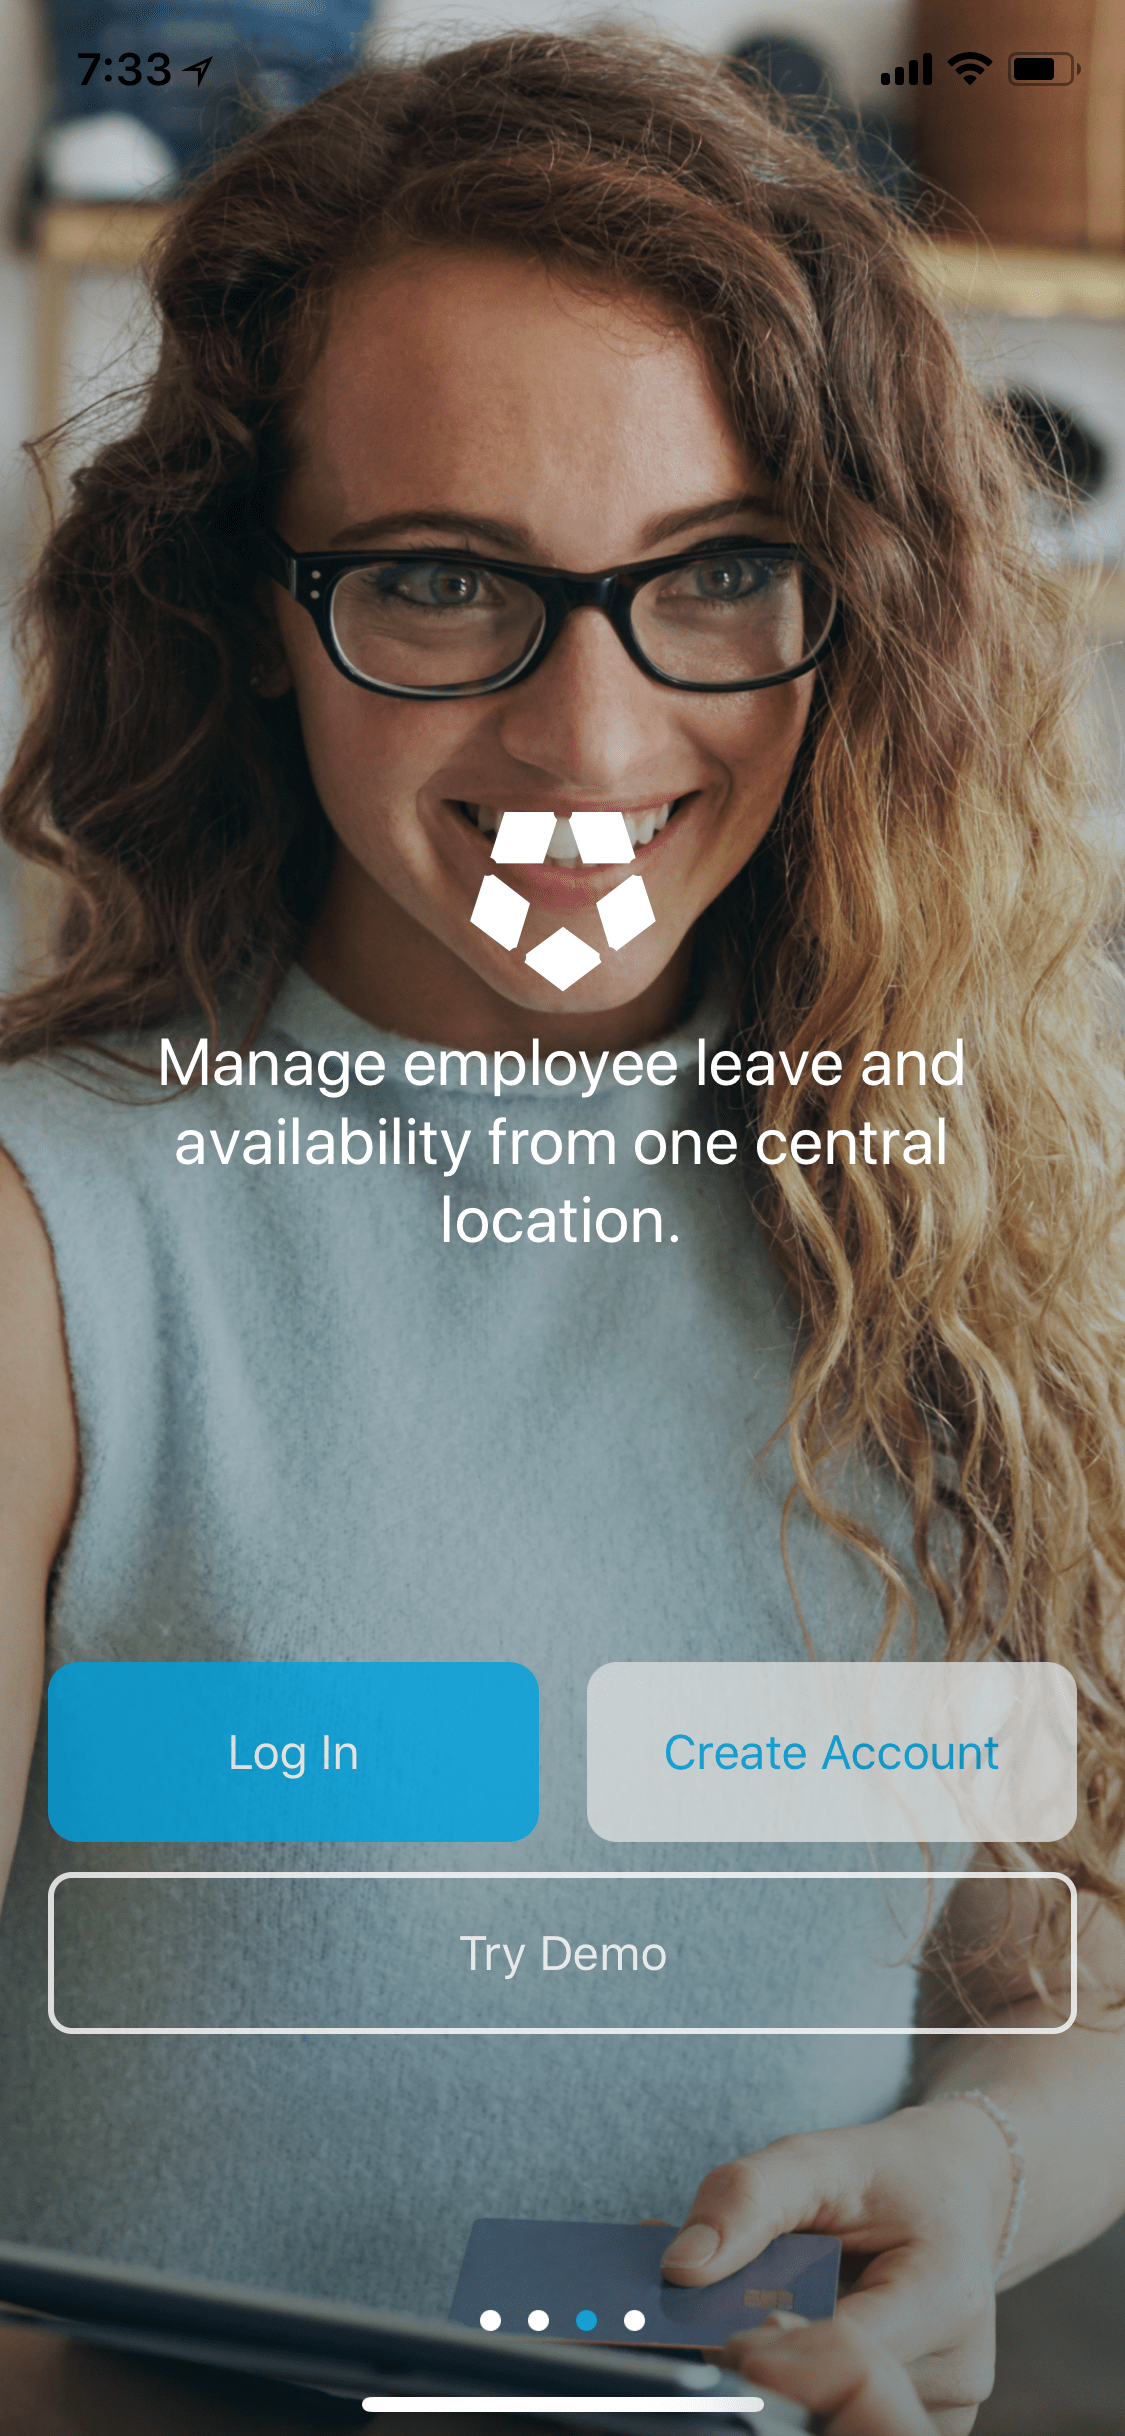 7:33
Manage employee leave and
availability from one central
location.
Log In
Create Account
Try Demo